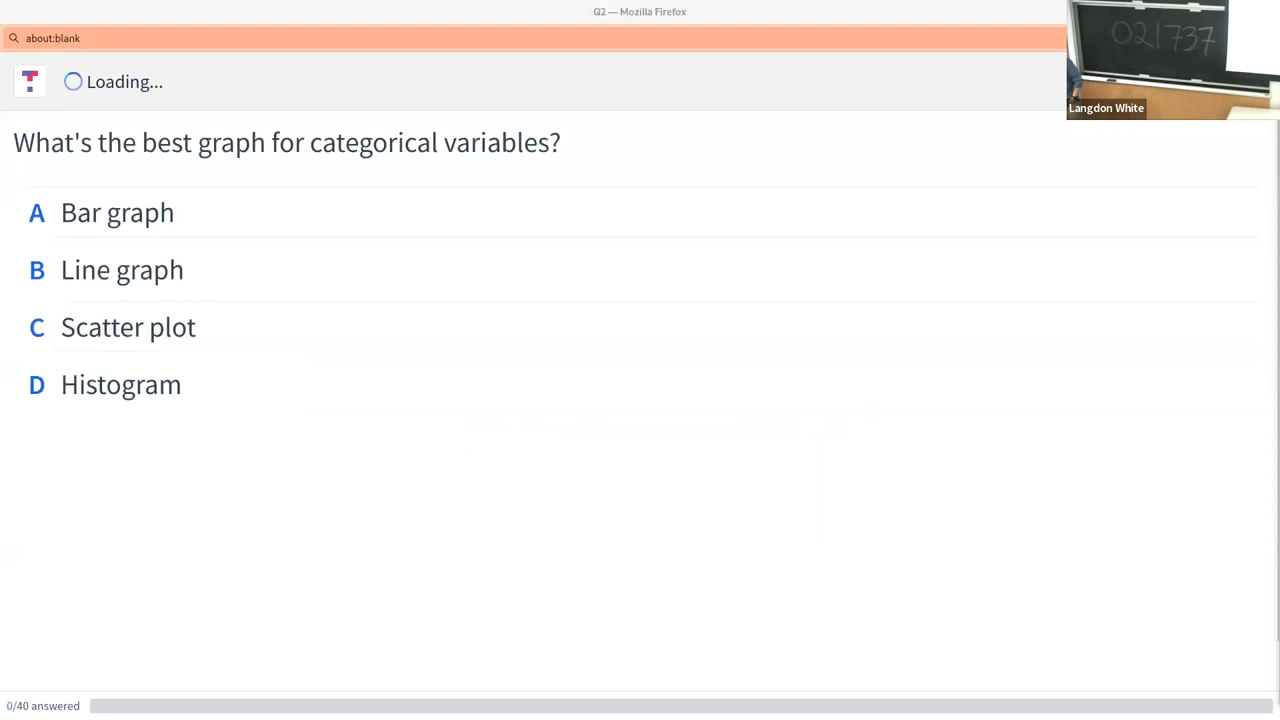 Q2 — Mozilla Firefox
about:blank
021737
Loading...
Langdon White
What's the best graph for categorical variables?
A Bar graph
B Line graph
C Scatter plot
D Histogram
0/40 answered